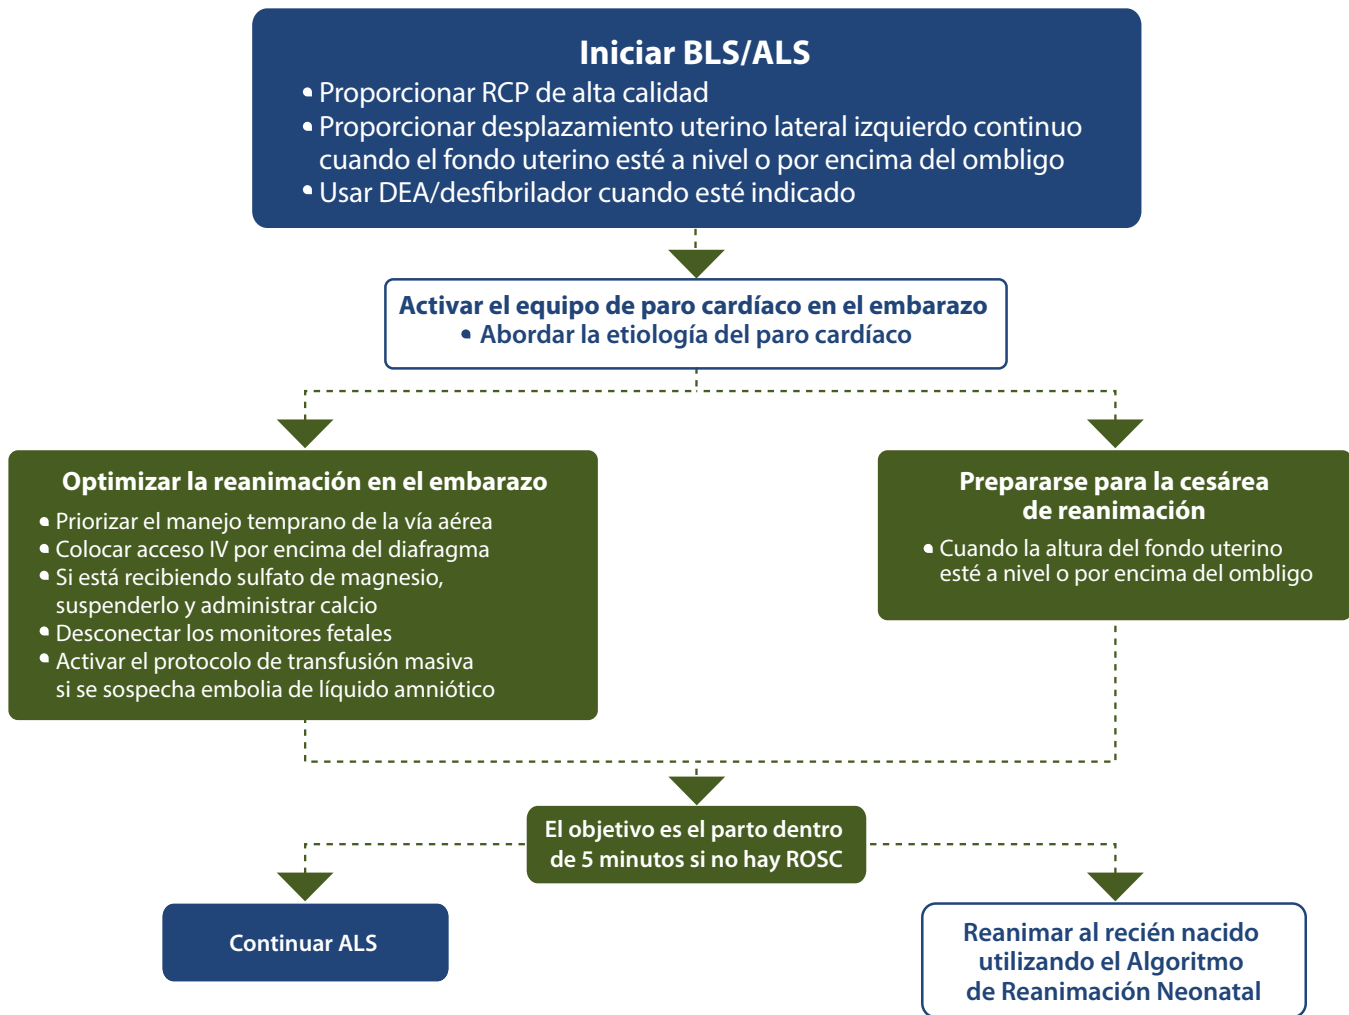 Iniciar BLS/ALS
• Proporcionar RCP de alta calidad
• Proporcionar desplazamiento uterino lateral izquierdo continuo
cuando el fondo uterino esté a nivel o por encima del ombligo
• Usar DEA/desfibrilador cuando esté indicado
Activar el equipo de paro cardíaco en el embarazo
• Abordar la etiología del paro cardíaco
Optimizar la reanimación en el embarazo
• Priorizar el manejo temprano de la vía aérea
• Colocar acceso IV por encima del diafragma
• Si está recibiendo sulfato de magnesio,
suspenderlo y administrar calcio
• Desconectar los monitores fetales
• Activar el protocolo de transfusión masiva
si se sospecha embolia de líquido amniótico
Prepararse para la cesárea
de reanimación
• Cuando la altura del fondo uterino
esté a nivel o por encima del ombligo
El objetivo es el parto dentro
de 5 minutos si no hay ROSC
Continuar ALS
Reanimar al recién nacido
utilizando el Algoritmo
de Reanimación Neonatal